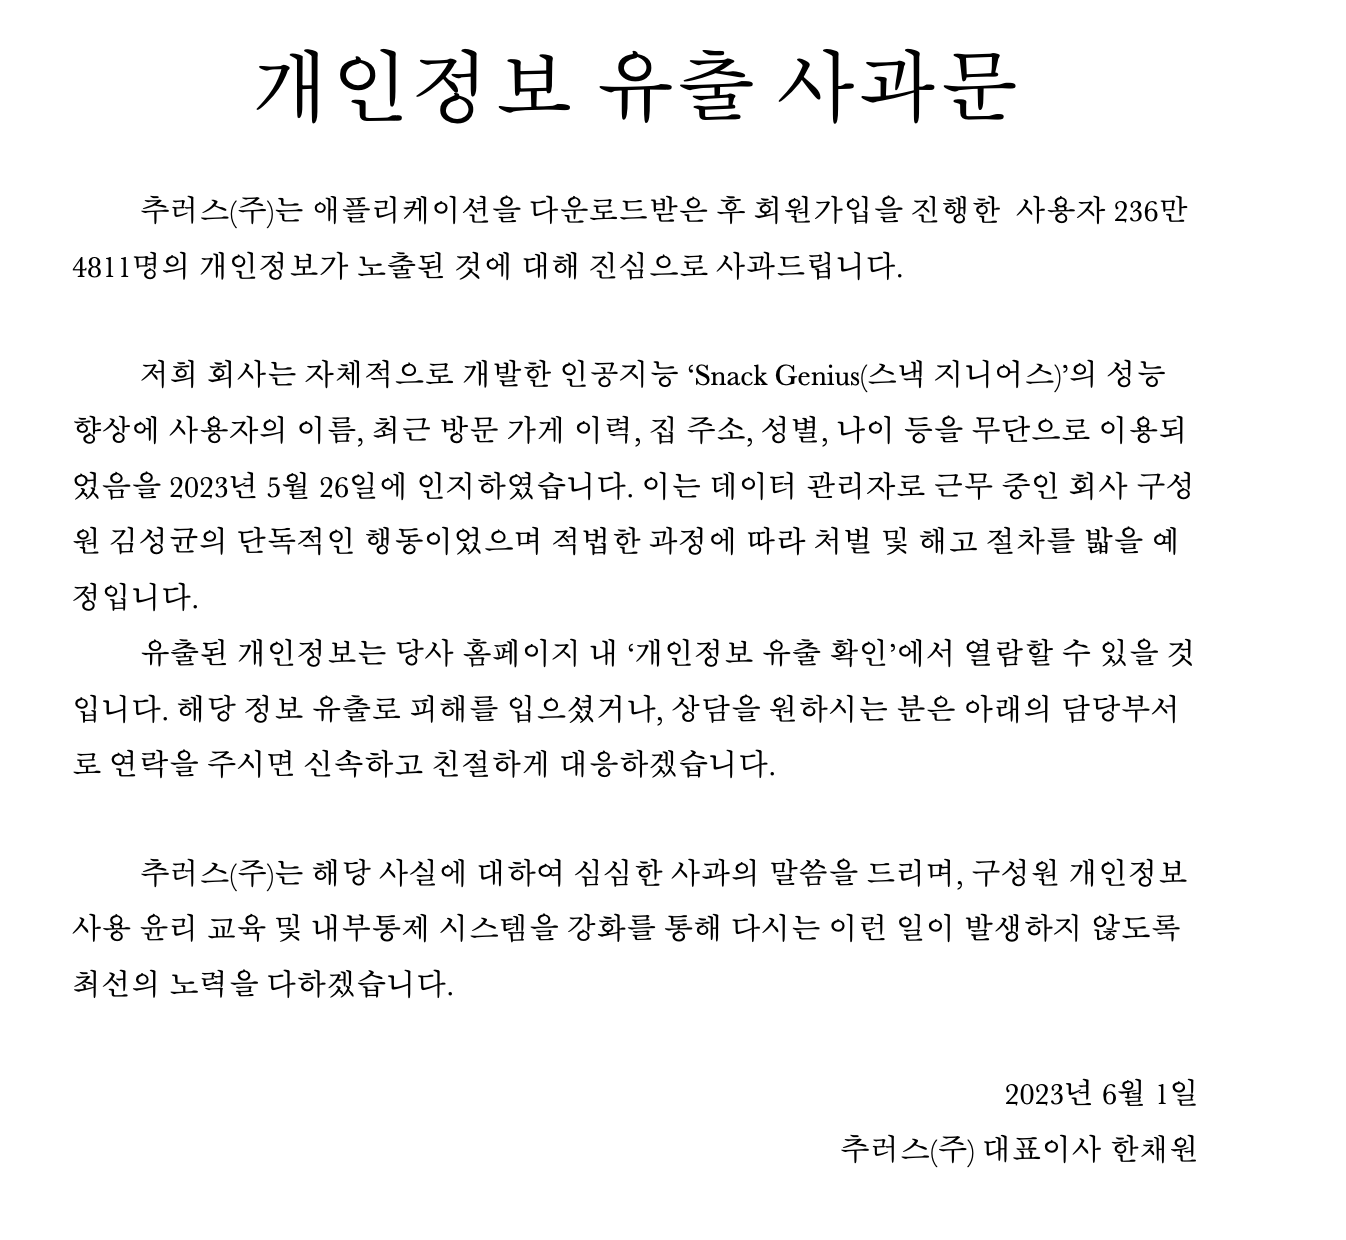 개인정보 유출 사과문
추러스(주)는 애플리케이션을 다운로드받은 후 회원가입을 진행한 사용자 236만
4811명의 개인정보가 노출된 것에 대해 진심으로 사과드립니다.
저희 회사는 자체적으로 개발한 인공지능 ‘Snack Genius(스낵 지니어스)’의 성능
향상에 사용자의 이름, 최근 방문 가게 이력, 집 주소, 성별, 나이 등을 무단으로 이용되
었음을 2023년 5월 26일에 인지하였습니다. 이는 데이터 관리자로 근무 중인 회사 구성
원 김성균의 단독적인 행동이었으며 적법한 과정에 따라 처벌 및 해고 절차를 밟을 예
정입니다.
유출된 개인정보는 당사 홈페이지 내 ‘개인정보 유출 확인’에서 열람할 수 있을 것
입니다. 해당 정보 유출로 피해를 입으셨거나, 상담을 원하시는 분은 아래의 담당부서
로 연락을 주시면 신속하고 친절하게 대응하겠습니다.
추러스(주)는 해당 사실에 대하여 심심한 사과의 말씀을 드리며, 구성원 개인정보
사용 윤리 교육 및 내부통제 시스템을 강화를 통해 다시는 이런 일이 발생하지 않도록
최선의 노력을 다하겠습니다.
2023년 6월 1일
추러스(주) 대표이사 한채원